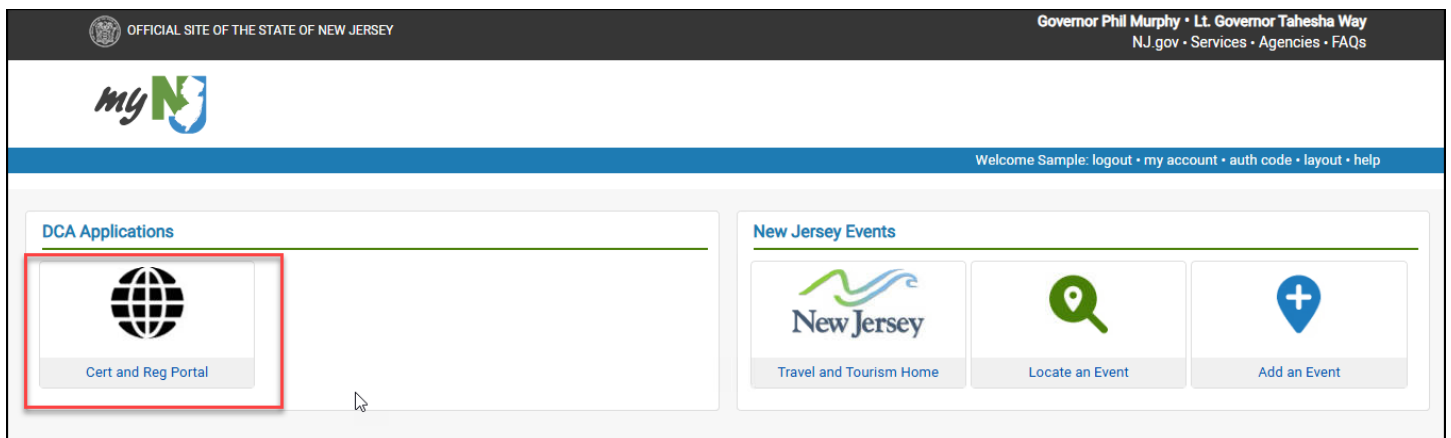 OFFICIAL SITE OF THE STATE OF NEW JERSEY
Governor Phil Murphy • Lt. Governor Tahesha Way
NJ.gov • Services • Agencies • FAQs
my NJ
Welcome Sample: logout • my account • auth code • layout • help
DCA Applications
Cert and Reg Portal
New Jersey Events
New Jersey
Travel and Tourism Home
Locate an Event
Add an Event